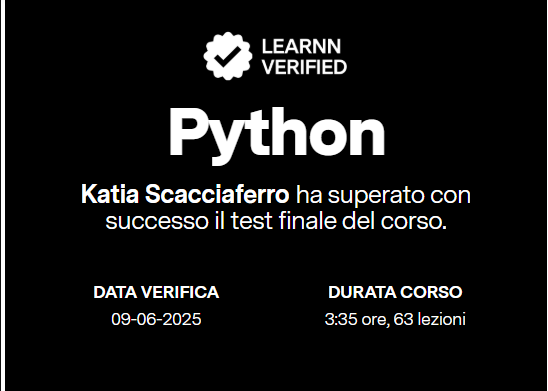 LEARNN
VERIFIED
Python
Katia Scacciaferro ha superato con
successo il test finale del corso.
DATA VERIFICA
09-06-2025
DURATA CORSO
3:35 ore, 63 lezioni